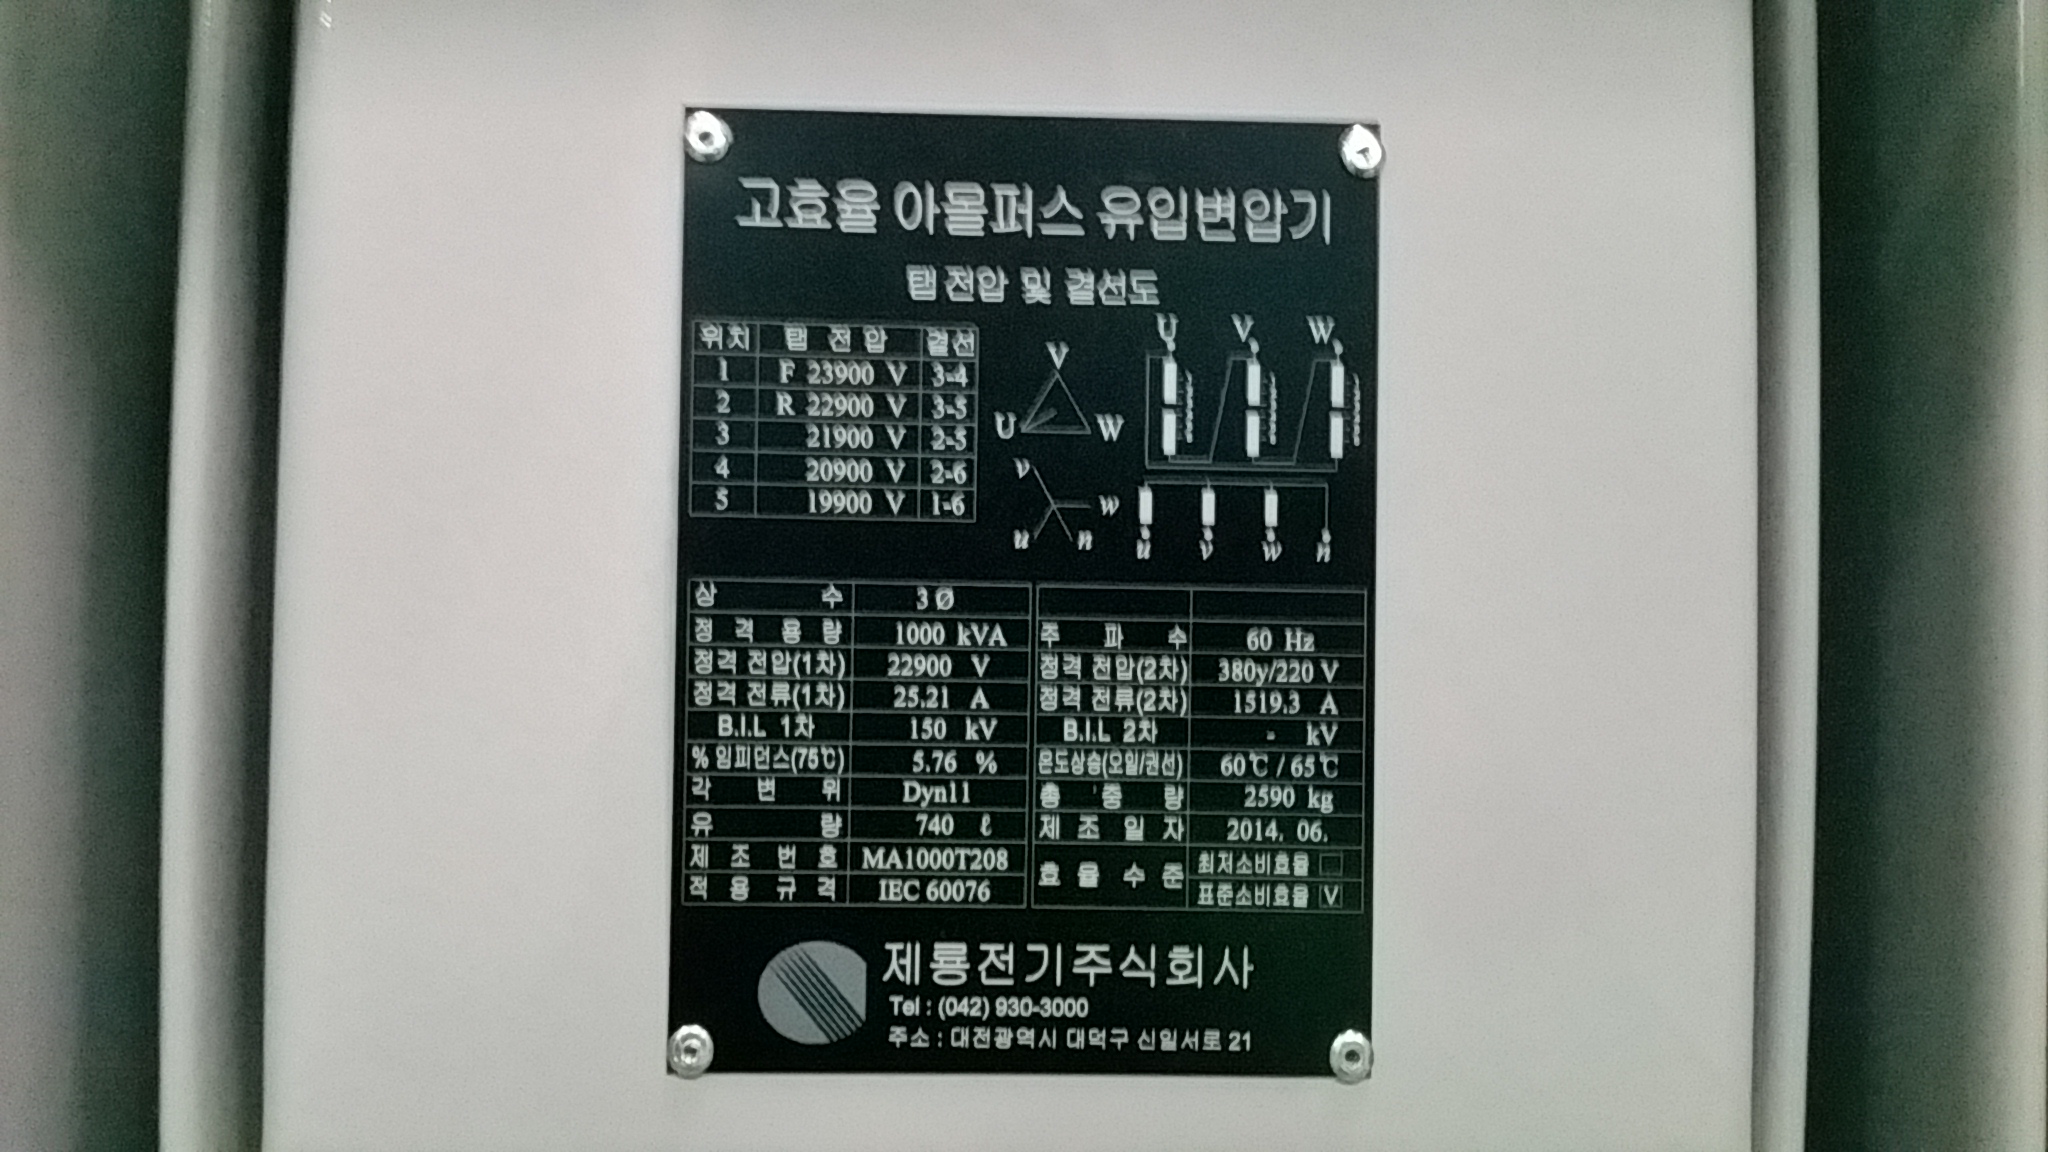 고효율 아몰퍼스 유입변압기
탭 전압 및 결선도
위치 탭 전압 결선
1 F 23900 V 3-4
2 R 22900 V 3-5
3 21900 V 2-5
4 20900 V 2-6
5 19900 V 1-6
V
U W
v
w
u n
U V W
u v w n
상 수 3 Ø
정 격 용 량 1000 kVA 주 파 수 60 Hz
정격 전압(1차) 22900 V 정격 전압(2차) 380y/220 V
정격 전류(1차) 25.21 A 정격 전류(2차) 1519.3 A
B.I.L 1차 150 kV B.I.L 2차 - kV
% 임피던스(75℃) 5.76 % 온도상승(오일/권선) 60℃ / 65℃
각 변 위 Dyn11 총 중 량 2590 kg
유 량 740 ℓ 제 조 일 자 2014. 06.
제 조 번 호 MA1000T208 효 율 수 준 최저소비효율
적 용 규 격 IEC 60076 표준소비효율 V
제룡전기주식회사
Tel : (042) 930-3000
주소 : 대전광역시 대덕구 신일서로 21